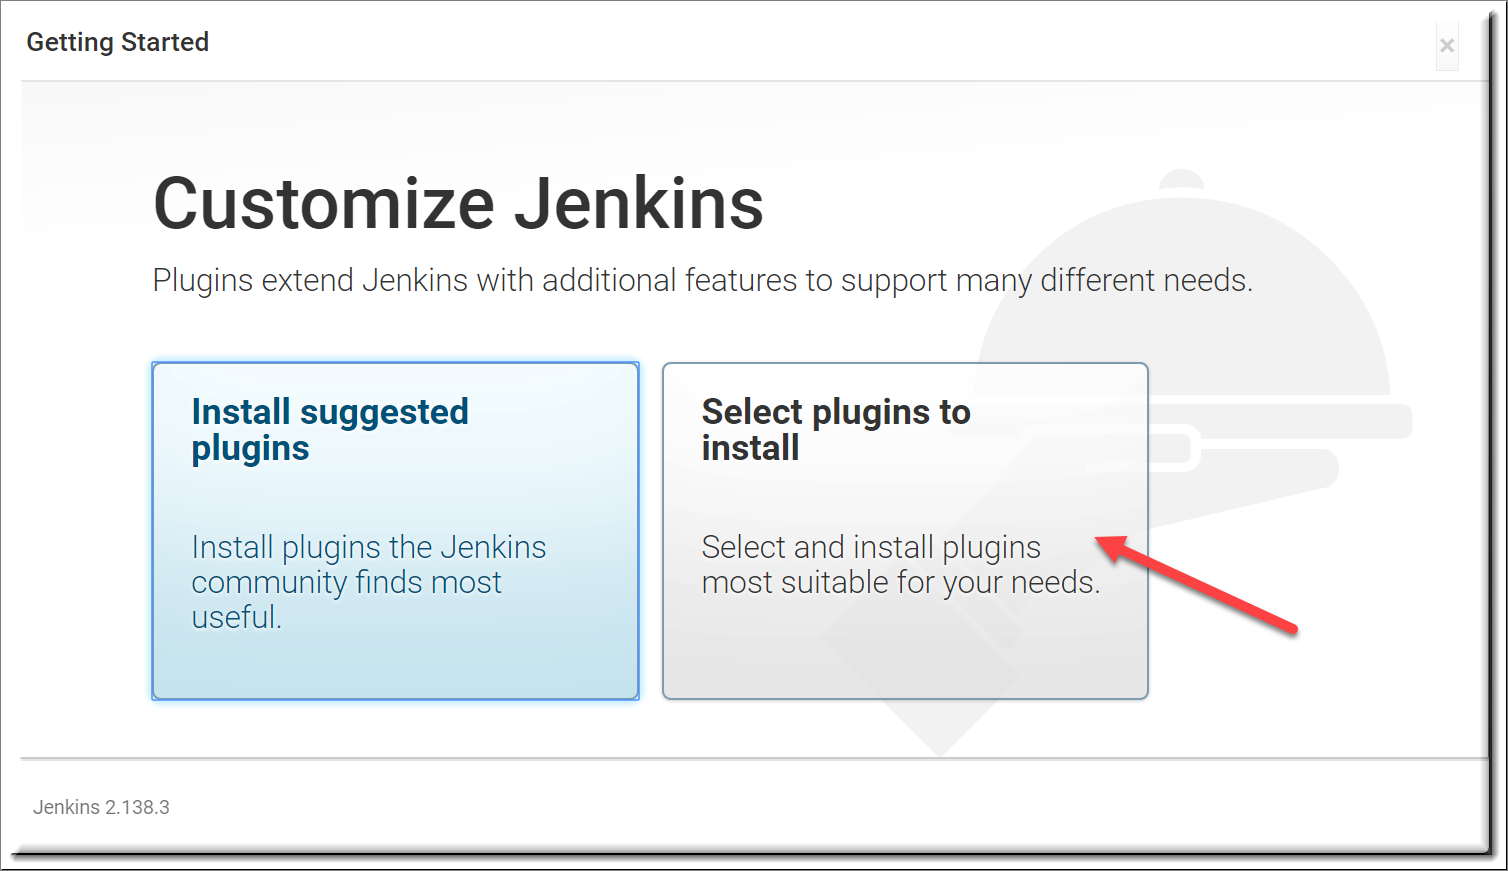 Getting Started
×
Customize Jenkins
Plugins extend Jenkins with additional features to support many different needs.
Install suggested
plugins
Install plugins the Jenkins
community finds most
useful.
Select plugins to
install
Select and install plugins
most suitable for your needs.
Jenkins 2.138.3